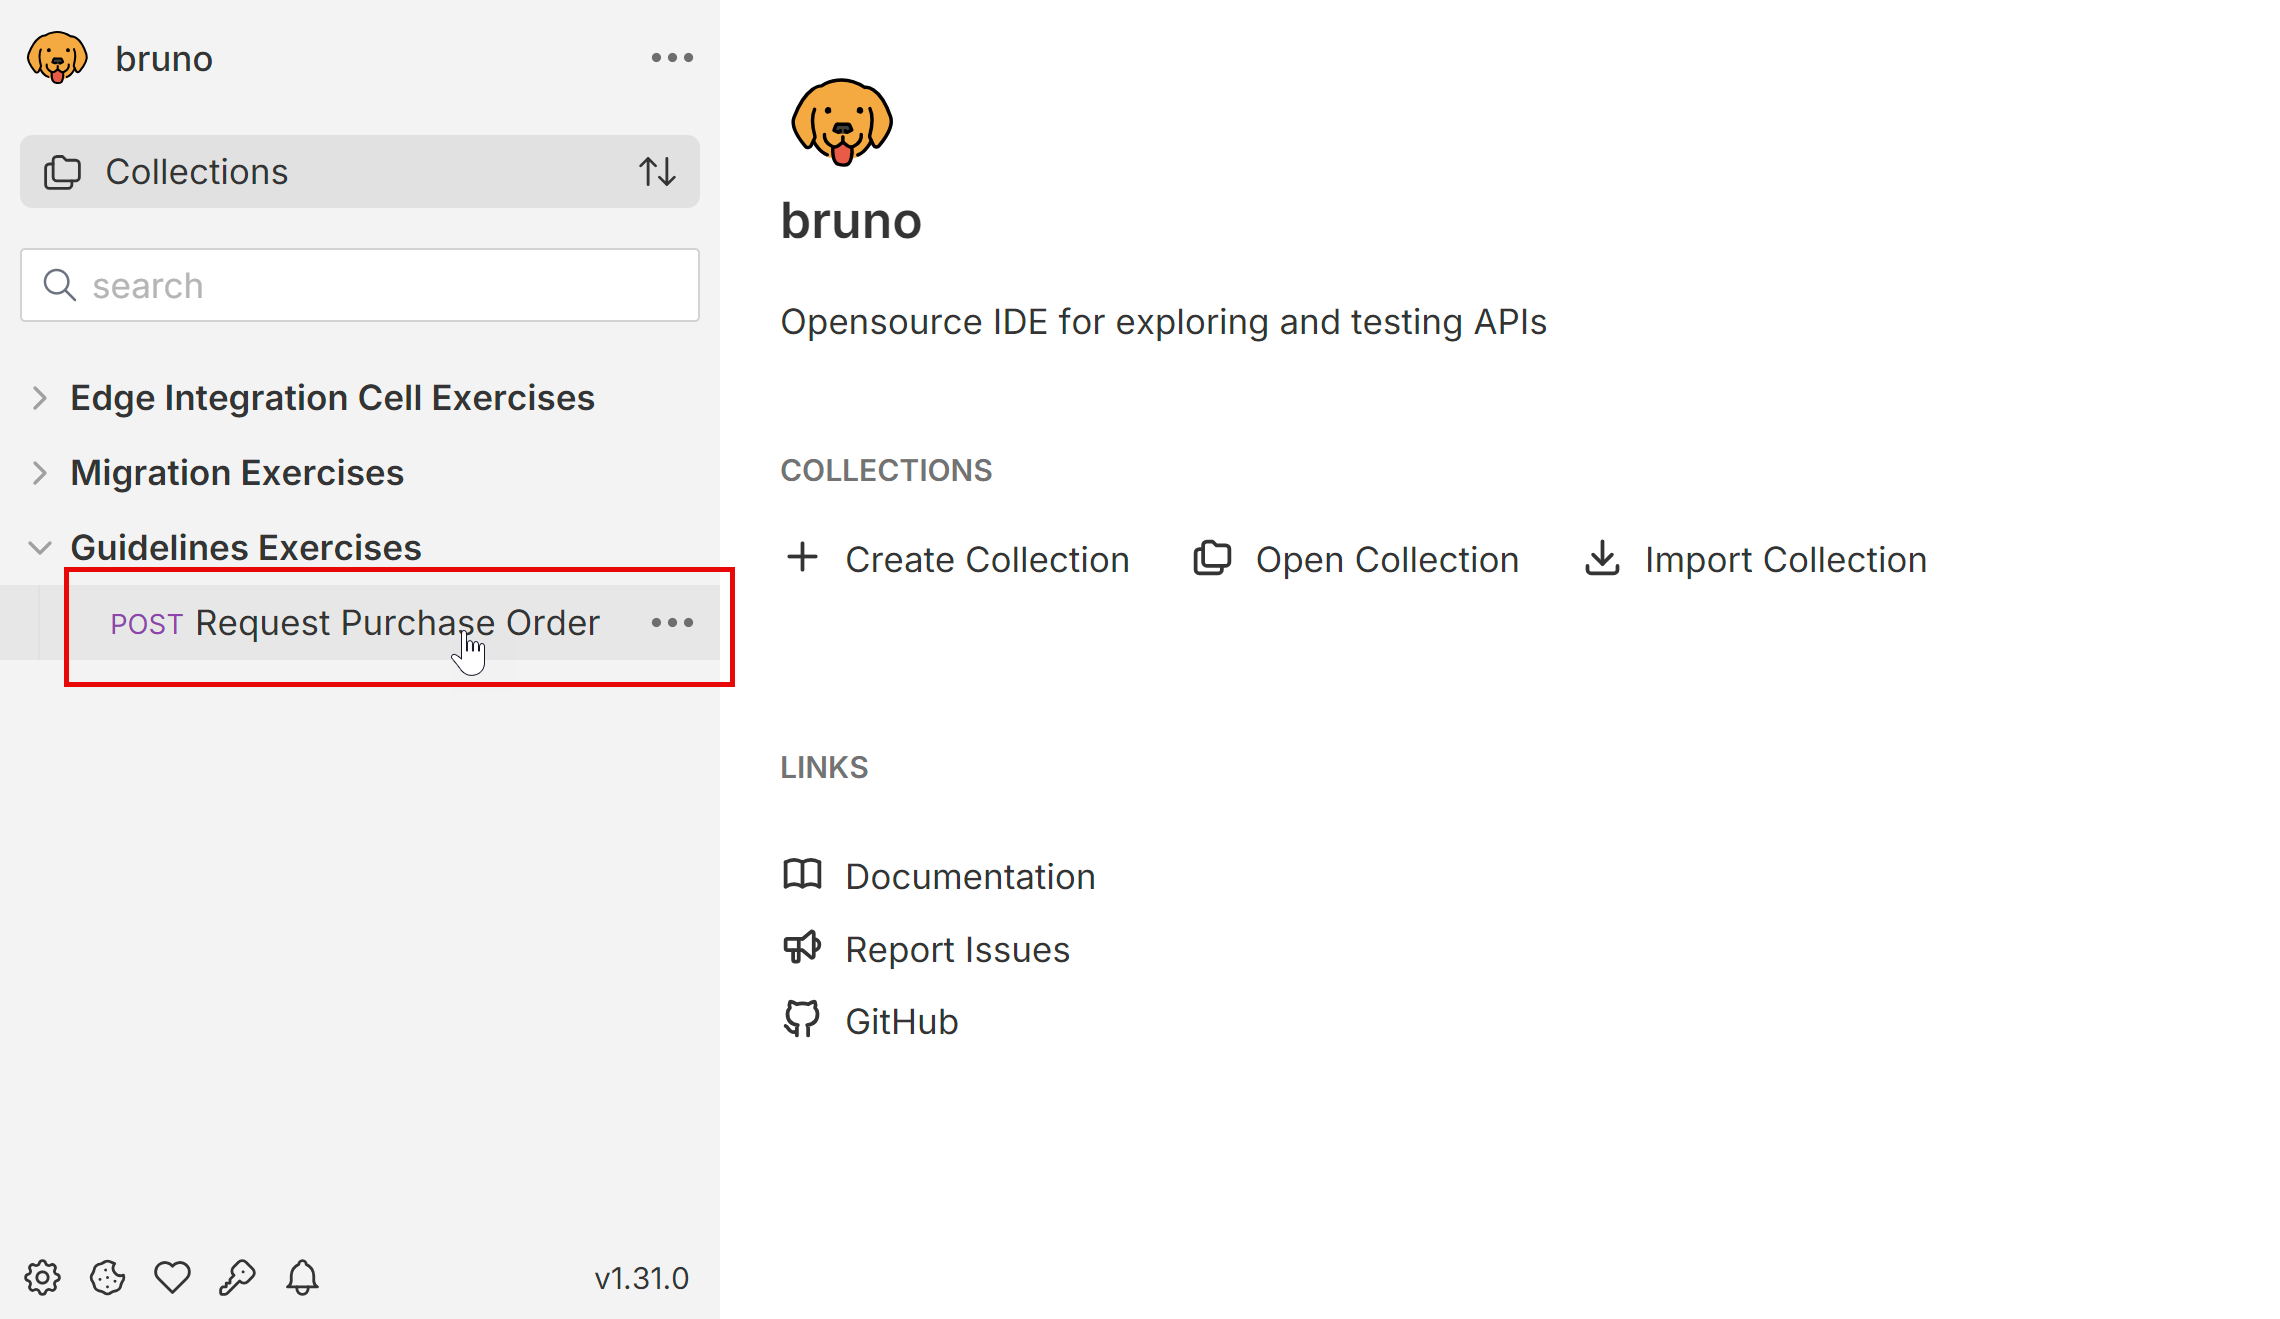 bruno
Collections
search
Edge Integration Cell Exercises
Migration Exercises
Guidelines Exercises
POST Request Purchase Order
v1.31.0
bruno
Opensource IDE for exploring and testing APIs
COLLECTIONS
Create Collection Open Collection Import Collection
LINKS
Documentation
Report Issues
GitHub